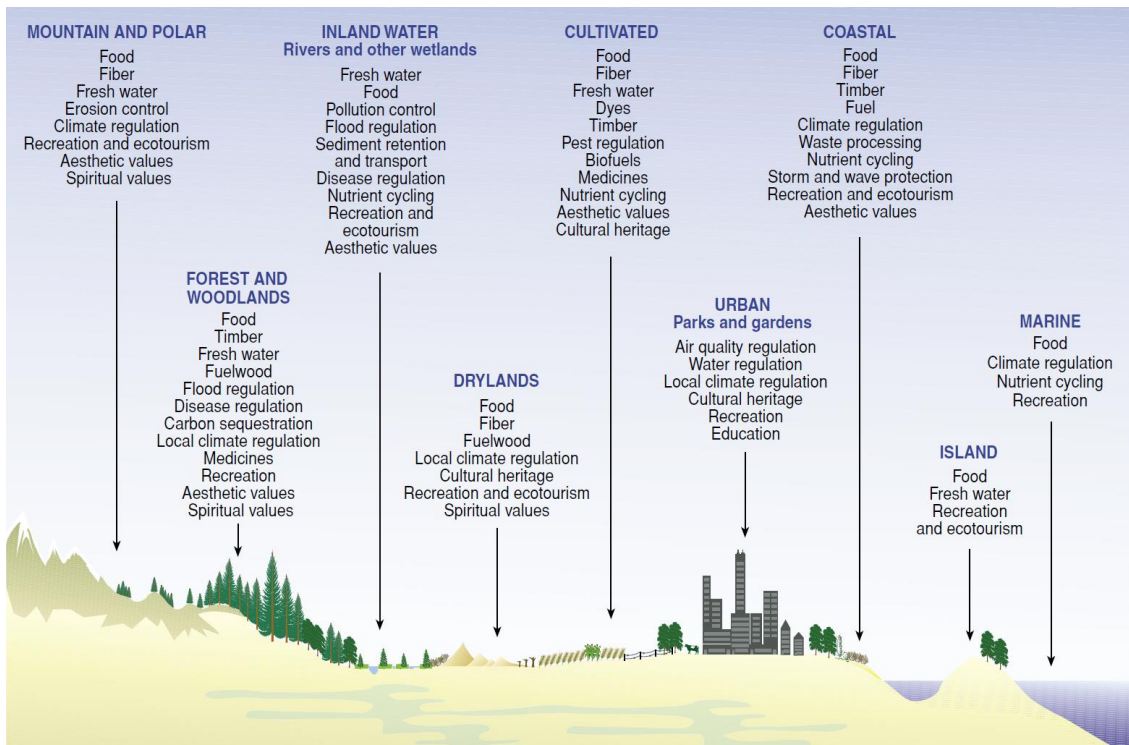 MOUNTAIN AND POLAR
Food
Fiber
Fresh water
Erosion control
Climate regulation
Recreation and ecotourism
Aesthetic values
Spiritual values
INLAND WATER
Rivers and other wetlands
Fresh water
Food
Pollution control
Flood regulation
Sediment retention
and transport
Disease regulation
Nutrient cycling
Recreation and
ecotourism
Aesthetic values
CULTIVATED
Food
Fiber
Fresh water
Dyes
Timber
Pest regulation
Biofuels
Medicines
Nutrient cycling
Aesthetic values
Cultural heritage
COASTAL
Food
Fiber
Timber
Fuel
Climate regulation
Waste processing
Nutrient cycling
Storm and wave protection
Recreation and ecotourism
Aesthetic values
FOREST AND
WOODLANDS
Food
Timber
Fresh water
Fuelwood
Flood regulation
Disease regulation
Carbon sequestration
Local climate regulation
Medicines
Recreation
Aesthetic values
Spiritual values
DRYLANDS
Food
Fiber
Fuelwood
Local climate regulation
Cultural heritage
Recreation and ecotourism
Spiritual values
URBAN
Parks and gardens
Air quality regulation
Water regulation
Local climate regulation
Cultural heritage
Recreation
Education
MARINE
Food
Climate regulation
Nutrient cycling
Recreation
ISLAND
Food
Fresh water
Recreation
and ecotourism